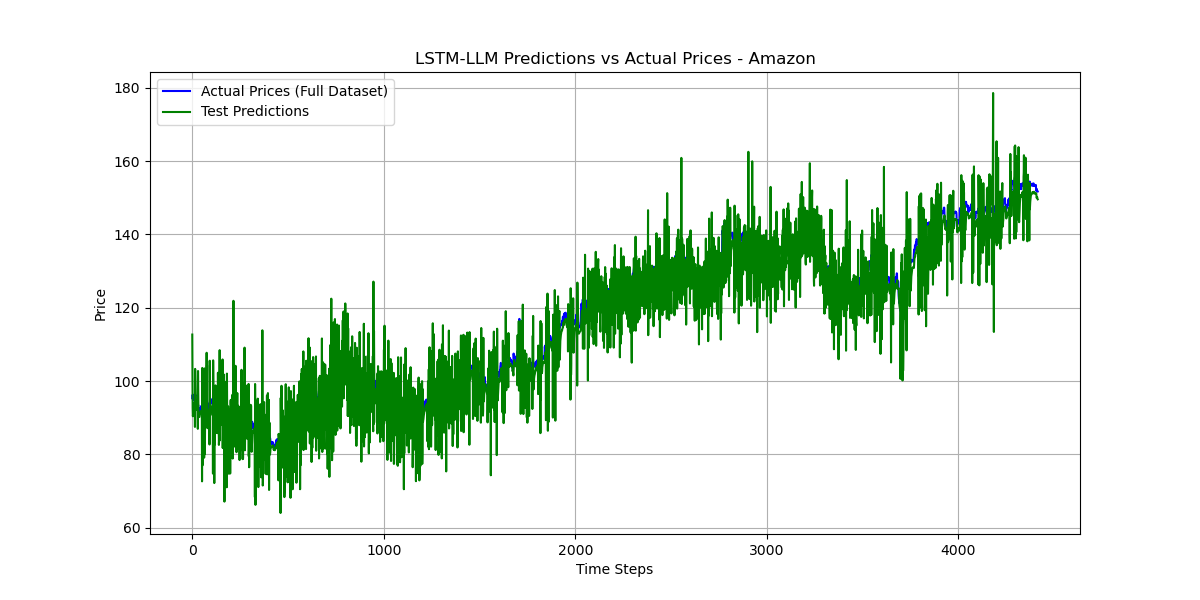 LSTM-LLM Predictions vs Actual Prices - Amazon
Actual Prices (Full Dataset)
Test Predictions
Price
180
160
140
120
100
80
60
0
1000
2000
3000
4000
Time Steps